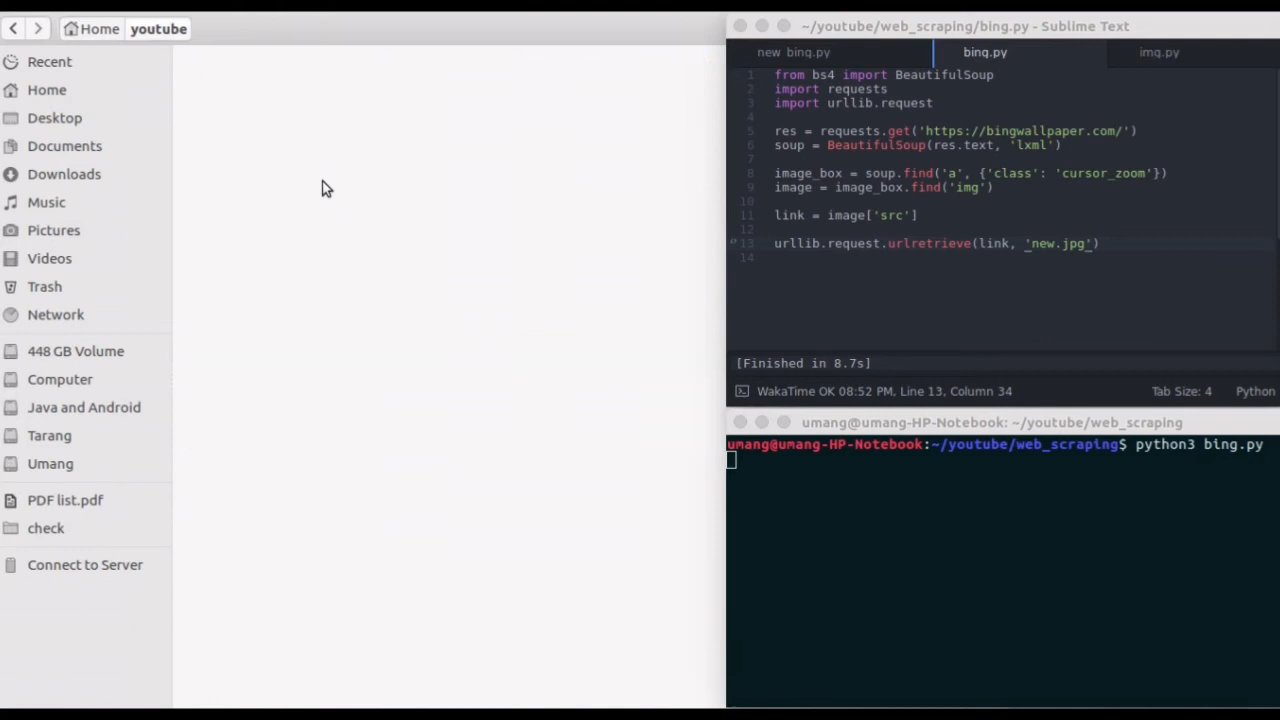 Home youtube
Recent
Home
Desktop
Documents
Downloads
Music
Pictures
Videos
Trash
Network
448 GB Volume
Computer
Java and Android
Tarang
Umang
PDF list.pdf
check
Connect to Server
~/youtube/web_scraping/bing.py - Sublime Text
new bing.py bing.py img.py
1 from bs4 import BeautifulSoup
2 import requests
3 import urllib.request
4
5 res = requests.get('https://bingwallpaper.com/')
6 soup = BeautifulSoup(res.text, 'lxml')
7
8 image_box = soup.find('a', {'class': 'cursor_zoom'})
9 image = image_box.find('img')
10
11 link = image['src']
12
13 urllib.request.urlretrieve(link, 'new.jpg')
14
[Finished in 8.7s]
WakaTime OK 08:52 PM, Line 13, Column 34 Tab Size: 4 Python
umang@umang-HP-Notebook: ~/youtube/web_scraping
umang@umang-HP-Notebook:~/youtube/web_scraping$ python3 bing.py